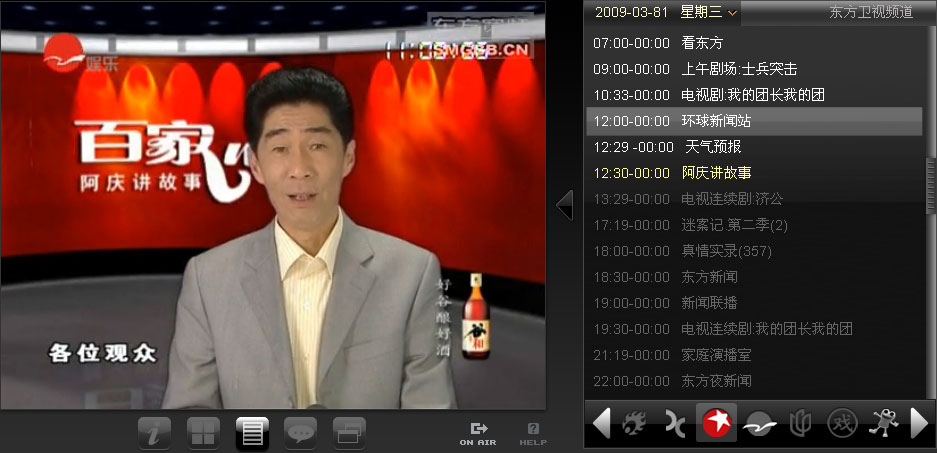 SMGBB.CN
娱乐
百家
阿庆讲故事
好谷酿好酒
谷和
各位观众
ON AIR
HELP
2009-03-81 星期三
东方卫视频道
07:00-00:00 看东方
09:00-00:00 上午剧场:士兵突击
10:33-00:00 电视剧:我的团长我的团
12:00-00:00 环球新闻站
12:29 -00:00 天气预报
12:30-00:00 阿庆讲故事
13:29-00:00 电视连续剧:济公
17:19-00:00 迷案记.第二季(2)
18:00-00:00 真情实录(357)
18:30-00:00 东方新闻
19:00-00:00 新闻联播
19:30-00:00 电视连续剧:我的团长我的团
21:19-00:00 家庭演播室
22:00-00:00 东方夜新闻
戏